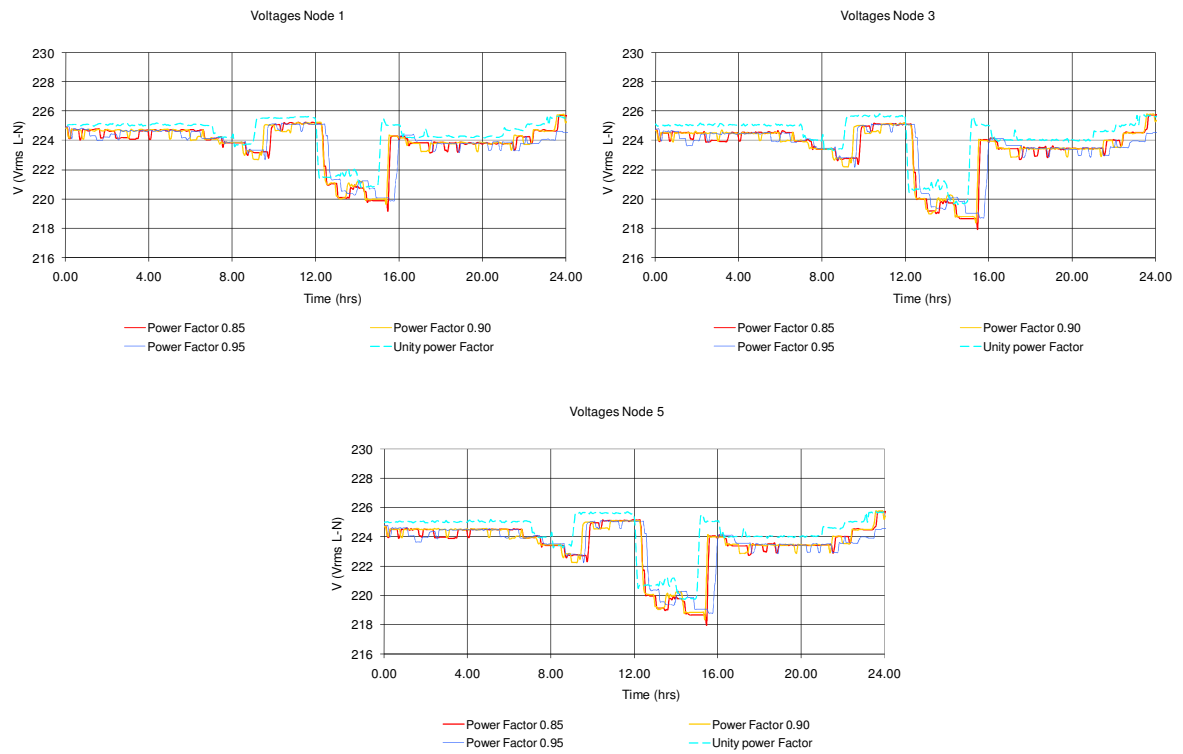 Voltages Node 1
230
228
226
224
222
220
218
216
V (Vrms L-N)
0.00 4.00 8.00 12.00 16.00 20.00 24.00
Time (hrs)
Power Factor 0.85 Power Factor 0.90
Power Factor 0.95 Unity power Factor
Voltages Node 3
230
228
226
224
222
220
218
216
V (Vrms L-N)
0.00 4.00 8.00 12.00 16.00 20.00 24.00
Time (hrs)
Power Factor 0.85 Power Factor 0.90
Power Factor 0.95 Unity power Factor
Voltages Node 5
230
228
226
224
222
220
218
216
V (Vrms L-N)
0.00 4.00 8.00 12.00 16.00 20.00 24.00
Time (hrs)
Power Factor 0.85 Power Factor 0.90
Power Factor 0.95 Unity power Factor